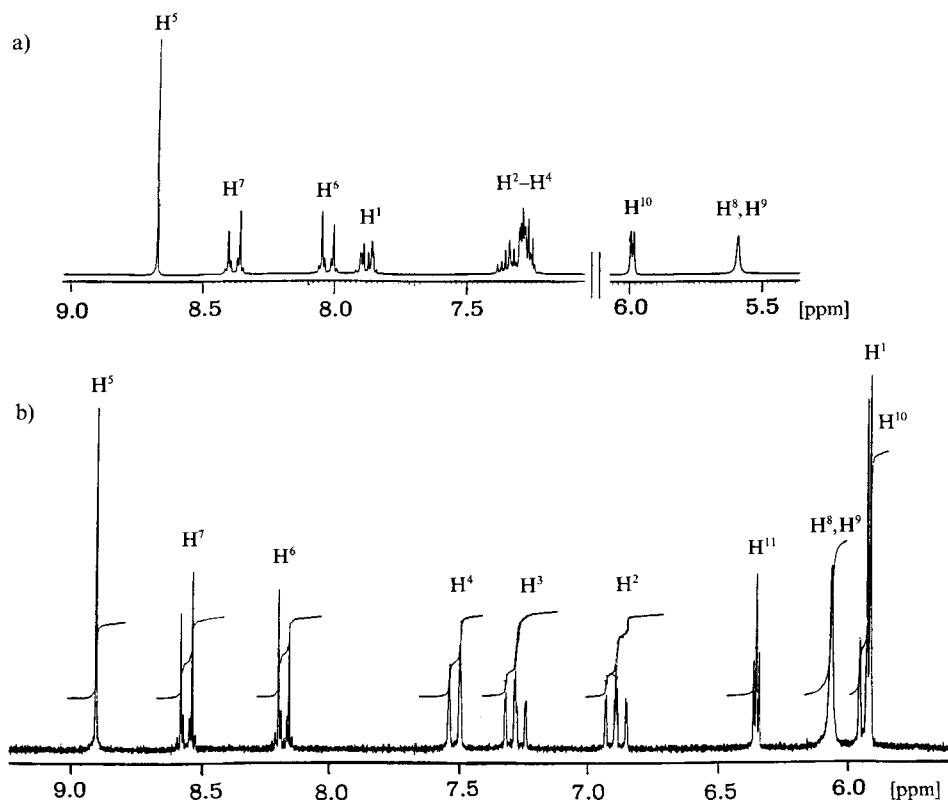 a)
H⁵
H⁷
H⁶
H¹
H²–H⁴
H¹⁰
H⁸, H⁹
9.0 8.5 8.0 7.5 6.0 5.5 [ppm]
b)
H⁵
H⁷
H⁶
H⁴
H³
H²
H¹¹
H⁸, H⁹
H¹
H¹⁰
9.0 8.5 8.0 7.5 7.0 6.5 6.0 [ppm]